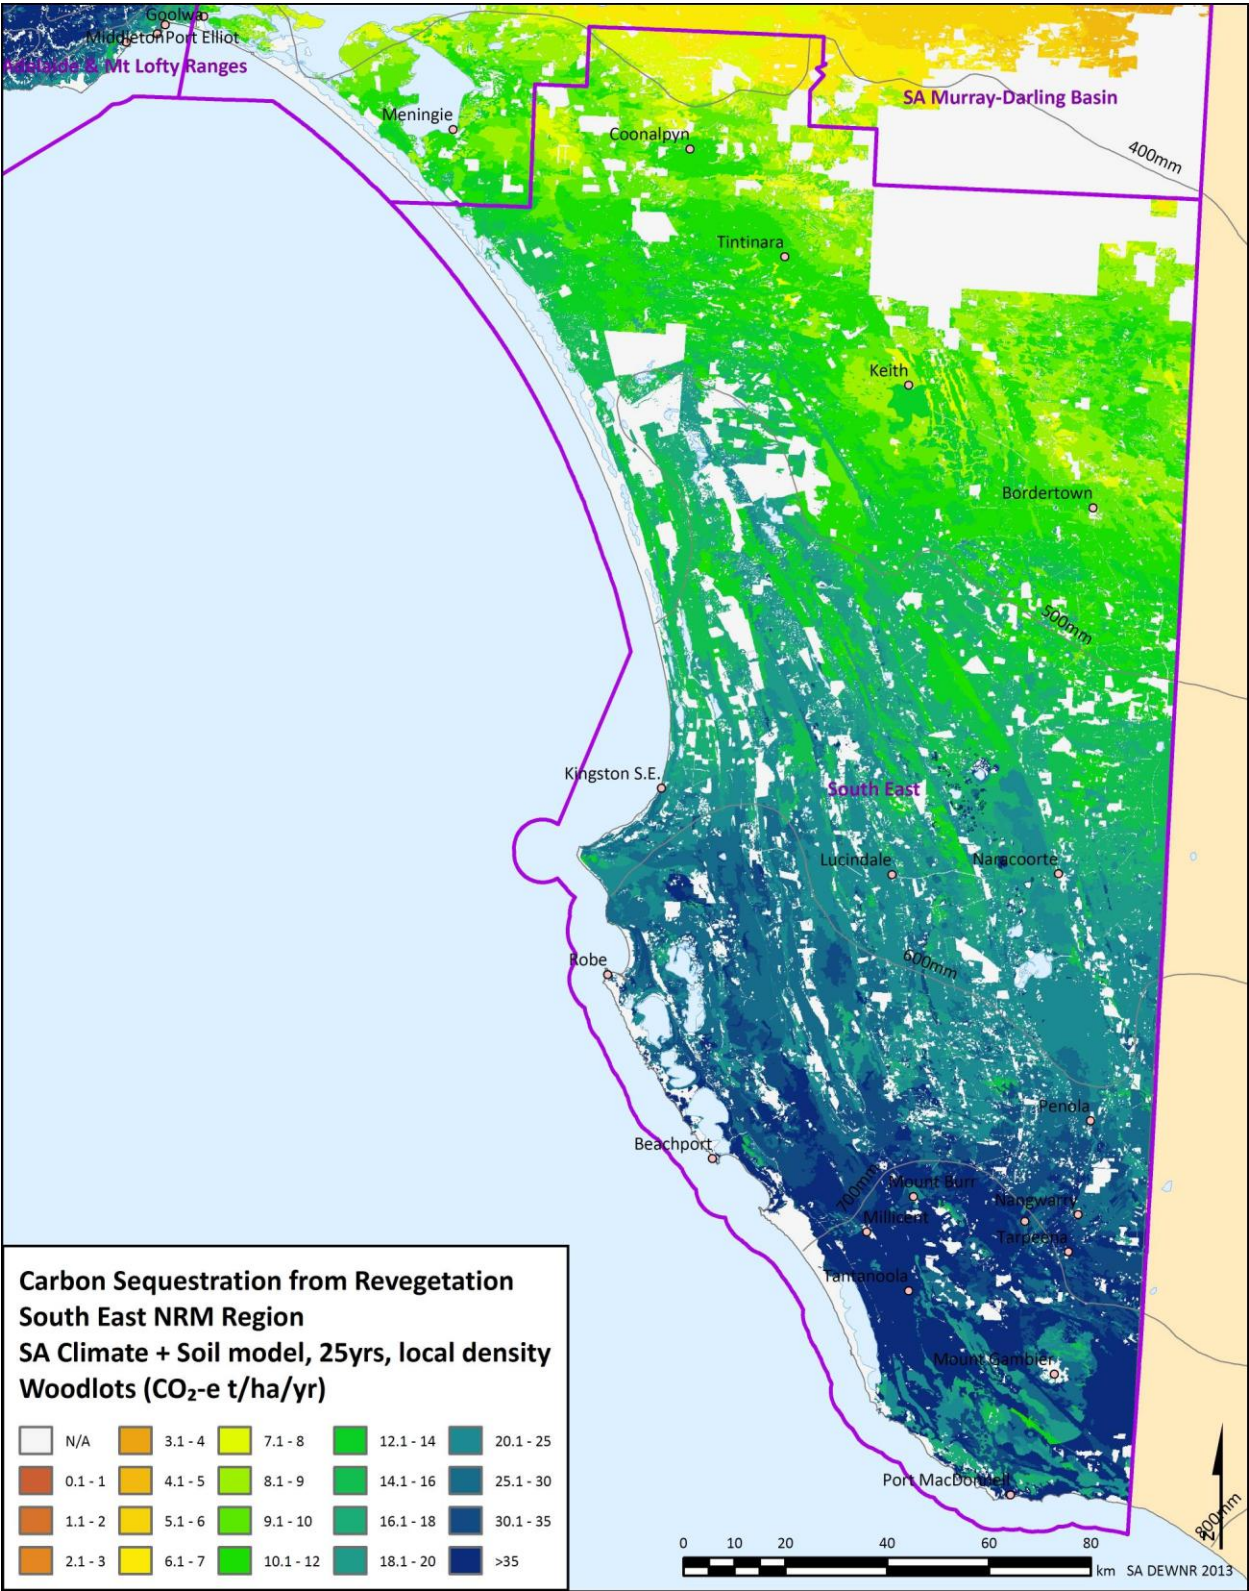 Goolwa
Middleton
Port Elliot
Adelaide & Mt Lofty Ranges
SA Murray-Darling Basin
Meningie
Coonalpyn
400mm
Tintinara
Keith
Bordertown
500mm
Kingston S.E.
South East
Lucindale
Naracoorte
Robe
600mm
Penola
Beachport
700mm
Mount Burr
Nangwarry
Millicent
Tarpeena
Tantanoola
Mount Gambier
Port MacDonnell
800mm
Carbon Sequestration from Revegetation
South East NRM Region
SA Climate + Soil model, 25yrs, local density
Woodlots (CO₂-e t/ha/yr)
N/A 3.1 - 4 7.1 - 8 12.1 - 14 20.1 - 25
0.1 - 1 4.1 - 5 8.1 - 9 14.1 - 16 25.1 - 30
1.1 - 2 5.1 - 6 9.1 - 10 16.1 - 18 30.1 - 35
2.1 - 3 6.1 - 7 10.1 - 12 18.1 - 20 >35
0 10 20 40 60 80
km SA DEWNR 2013